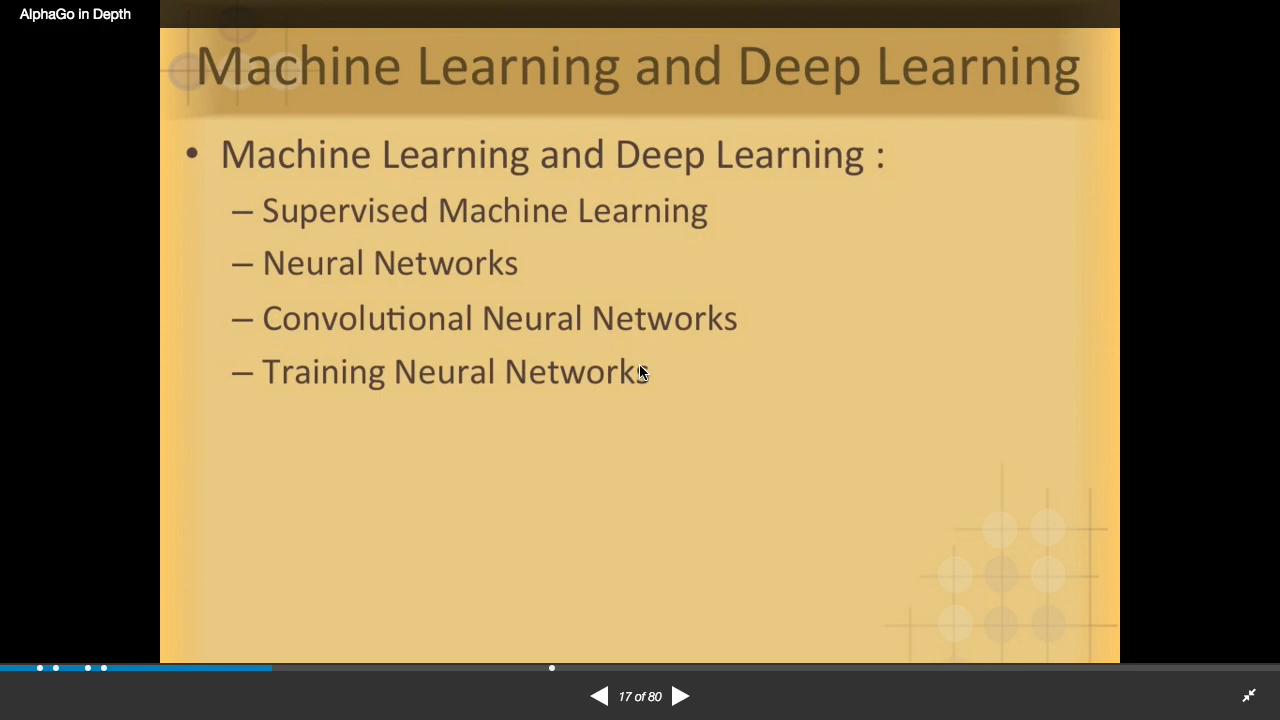 AlphaGo in Depth
Machine Learning and Deep Learning
• Machine Learning and Deep Learning :
– Supervised Machine Learning
– Neural Networks
– Convolutional Neural Networks
– Training Neural Networks
17 of 80